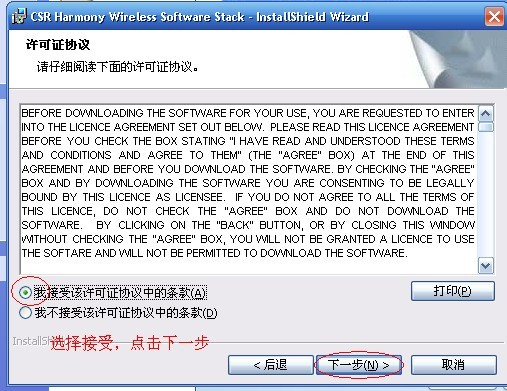 CSR Harmony Wireless Software Stack - InstallShield Wizard
许可证协议
请仔细阅读下面的许可证协议。
BEFORE DOWNLOADING THE SOFTWARE FOR YOUR USE, YOU ARE REQUESTED TO ENTER
INTO THE LICENCE AGREEMENT SET OUT BELOW. PLEASE READ THIS LICENCE AGREEMENT
BEFORE YOU CHECK THE BOX STATING "I HAVE READ AND UNDERSTOOD THESE TERMS
AND CONDITIONS AND AGREE TO THEM" (THE "AGREE" BOX) AT THE END OF THIS
AGREEMENT AND BEFORE YOU DOWNLOAD THE SOFTWARE. BY CHECKING THE "AGREE"
BOX AND BY DOWNLOADING THE SOFTWARE YOU ARE CONSENTING TO BE LEGALLY
BOUND BY THIS LICENCE AS LICENSEE. IF YOU DO NOT AGREE TO ALL THE TERMS OF
THIS LICENCE, DO NOT CHECK THE "AGREE" BOX AND DO NOT DOWNLOAD THE
SOFTWARE. BY CLICKING ON THE "BACK" BUTTON, OR BY CLOSING THIS WINDOW
WITHOUT CHECKING THE "AGREE" BOX, YOU WILL NOT BE GRANTED A LICENCE TO USE
THE SOFTARE AND WILL NOT BE PERMITTED TO DOWNLOAD THE SOFTWARE.
我接受该许可证协议中的条款(A)
打印(P)
我不接受该许可证协议中的条款(D)
InstallSh
选择接受，点击下一步
< 后退
下一步(N) >
取消